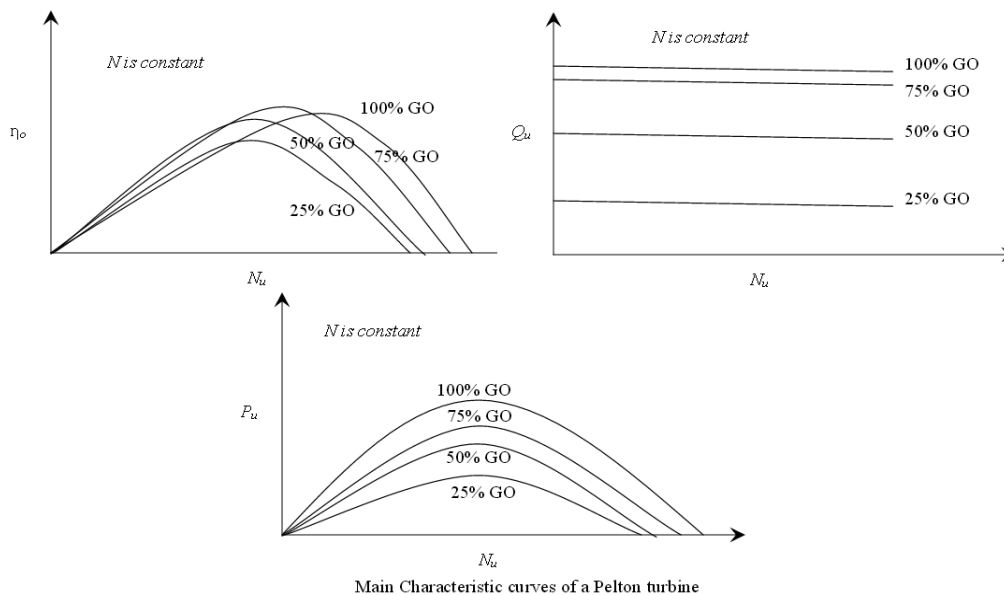 N is constant
η₀
100% GO
50% GO
75% GO
25% GO
Nᵤ
N is constant
Qᵤ
100% GO
75% GO
50% GO
25% GO
Nᵤ
N is constant
Pᵤ
100% GO
75% GO
50% GO
25% GO
Nᵤ
Main Characteristic curves of a Pelton turbine